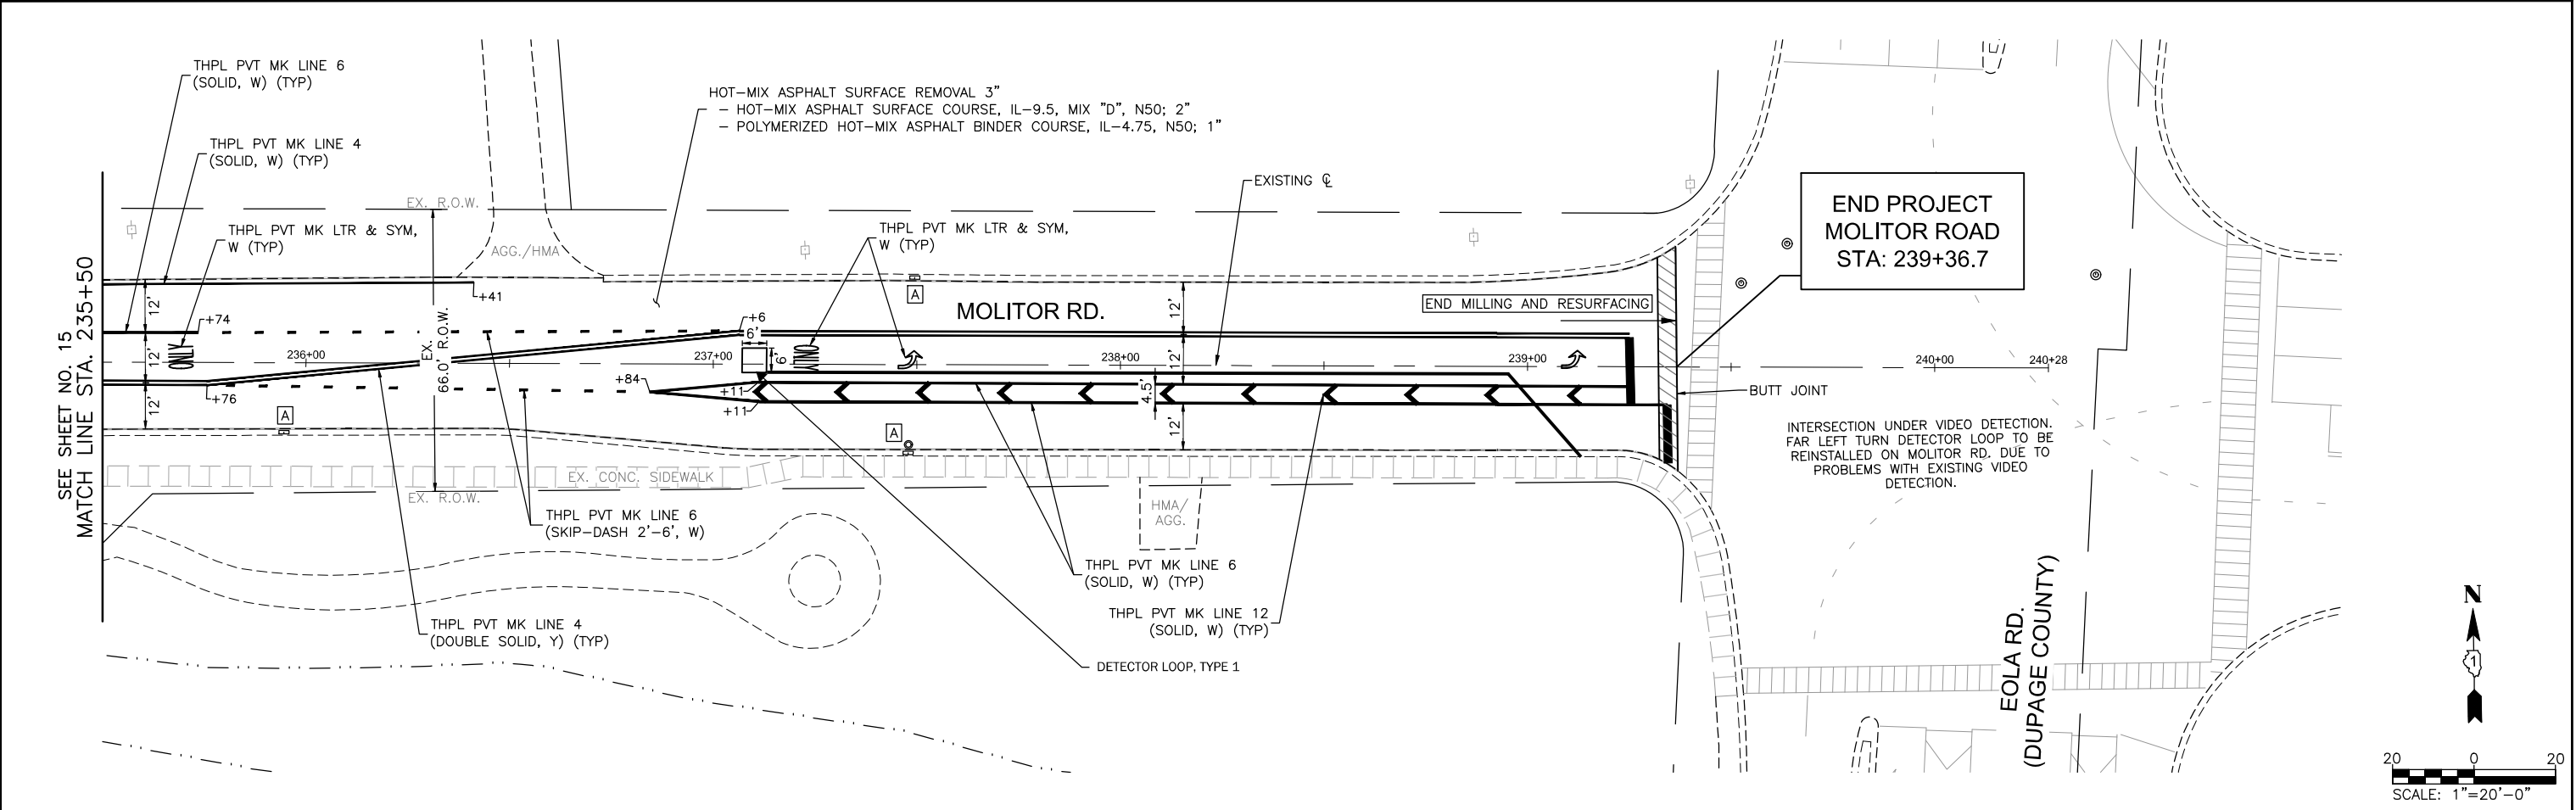 THPL PVT MK LINE 6
(SOLID, W) (TYP)
THPL PVT MK LINE 4
(SOLID, W) (TYP)
THPL PVT MK LTR & SYM,
W (TYP)
HOT-MIX ASPHALT SURFACE REMOVAL 3"
- HOT-MIX ASPHALT SURFACE COURSE, IL-9.5, MIX "D", N50; 2"
- POLYMERIZED HOT-MIX ASPHALT BINDER COURSE, IL-4.75, N50; 1"
EX. R.O.W.
AGG./HMA
THPL PVT MK LTR & SYM,
W (TYP)
EXISTING ℄
END PROJECT
MOLITOR ROAD
STA: 239+36.7
SEE SHEET NO. 15
MATCH LINE STA. 235+50
12'
12'
12'
+41
+74
+76
ONLY
236+00
EX.
66.0' R.O.W.
MOLITOR RD.
END MILLING AND RESURFACING
+6
6'
6'
ONLY
237+00
+84
+11
+11
238+00
12'
12'
4.5'
12'
239+00
240+00
240+28
A
A
A
BUTT JOINT
INTERSECTION UNDER VIDEO DETECTION.
FAR LEFT TURN DETECTOR LOOP TO BE
REINSTALLED ON MOLITOR RD. DUE TO
PROBLEMS WITH EXISTING VIDEO
DETECTION.
EX. CONC. SIDEWALK
EX. R.O.W.
HMA/
AGG.
THPL PVT MK LINE 6
(SKIP-DASH 2'-6', W)
THPL PVT MK LINE 6
(SOLID, W) (TYP)
THPL PVT MK LINE 12
(SOLID, W) (TYP)
THPL PVT MK LINE 4
(DOUBLE SOLID, Y) (TYP)
DETECTOR LOOP, TYPE 1
EOLA RD.
(DUPAGE COUNTY)
N
1
20 0 20
SCALE: 1"=20'-0"